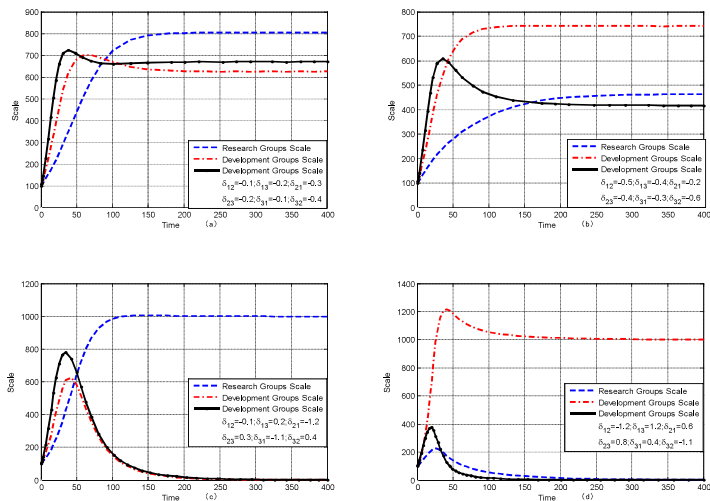 900
800
700
600
500
400
300
200
100
0
Scale
0 50 100 150 200 250 300 350 400
Time (a)
Research Groups Scale
Development Groups Scale
Development Groups Scale
δ12=-0.1;δ13=-0.2;δ21=-0.3
δ23=-0.2;δ31=-0.1;δ32=-0.4
800
700
600
500
400
300
200
100
0
Scale
0 50 100 150 200 250 300 350 400
Time (b)
Research Groups Scale
Development Groups Scale
Development Groups Scale
δ12=-0.5;δ13=-0.4;δ21=-0.2
δ23=-0.4;δ31=-0.3;δ32=-0.6
1200
1000
800
600
400
200
0
Scale
0 50 100 150 200 250 300 350 400
Time (c)
Research Groups Scale
Development Groups Scale
Development Groups Scale
δ12=-0.1;δ13=0.2;δ21=-1.2
δ23=0.3;δ31=-1.1;δ32=0.4
1400
1200
1000
800
600
400
200
0
Scale
0 50 100 150 200 250 300 350 400
Time (d)
Research Groups Scale
Development Groups Scale
Development Groups Scale
δ12=-1.2;δ13=1.2;δ21=0.6
δ23=0.8;δ31=0.4;δ32=-1.1